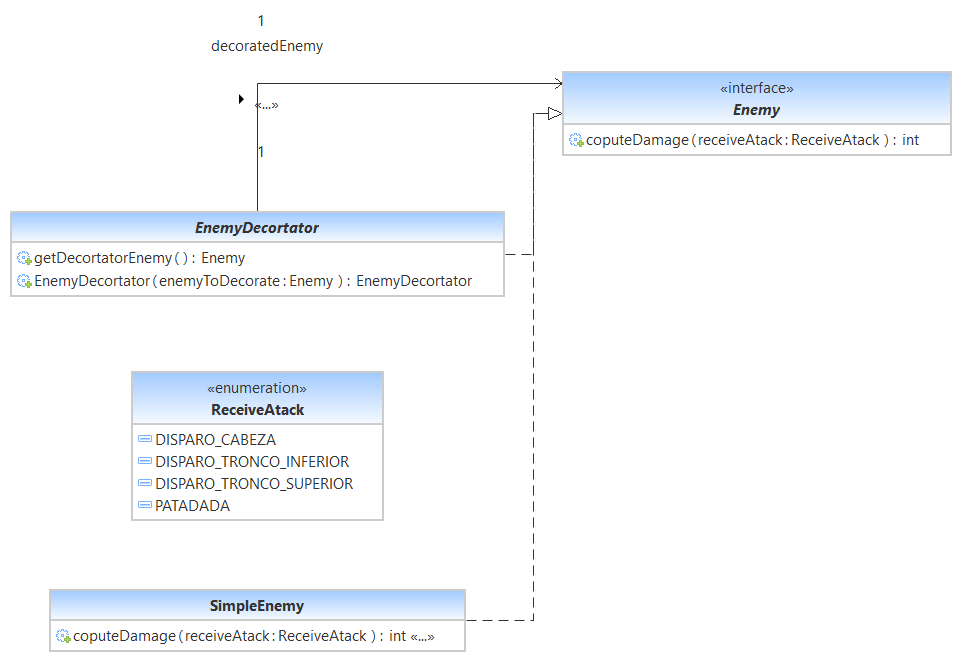 1
decoratedEnemy
«...»
1
«interface»
Enemy
coputeDamage(receiveAtack:ReceiveAtack): int
EnemyDecortator
getDecortatorEnemy(): Enemy
EnemyDecortator(enemyToDecorate:Enemy): EnemyDecortator
«enumeration»
ReceiveAtack
DISPARO_CABEZA
DISPARO_TRONCO_INFERIOR
DISPARO_TRONCO_SUPERIOR
PATADADA
SimpleEnemy
coputeDamage(receiveAtack:ReceiveAtack): int «...»